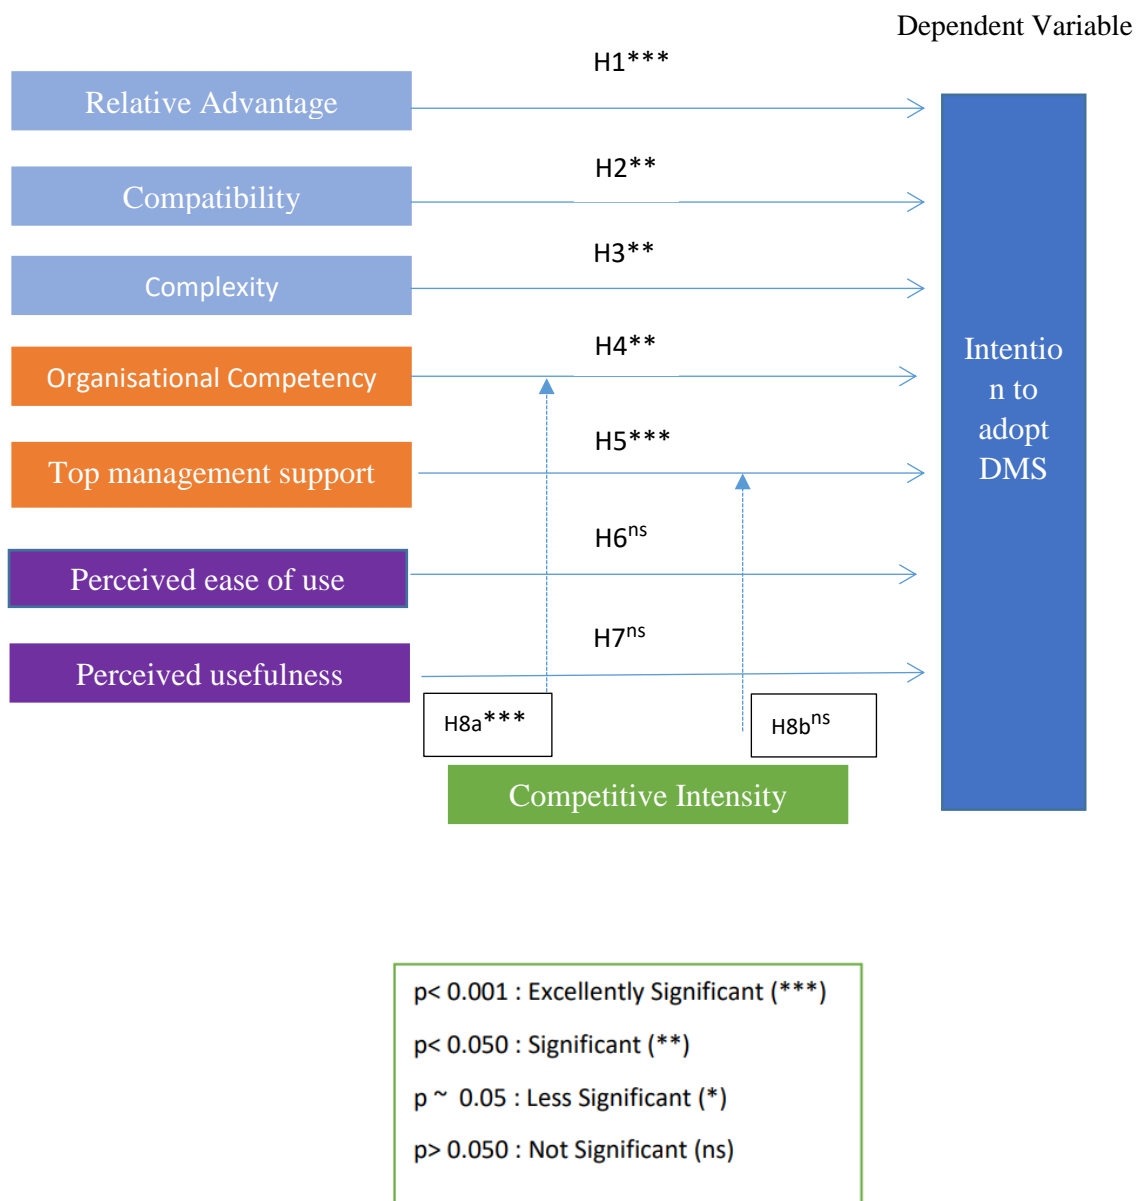 Dependent Variable
H1***
Relative Advantage
H2**
Compatibility
H3**
Complexity
H4**
Organisational Competency
Intentio
n to
adopt
DMS
H5***
Top management support
H6ns
Perceived ease of use
H7ns
Perceived usefulness
H8a***
H8bns
Competitive Intensity
p< 0.001 : Excellently Significant (***)
p< 0.050 : Significant (**)
p ~ 0.05 : Less Significant (*)
p> 0.050 : Not Significant (ns)